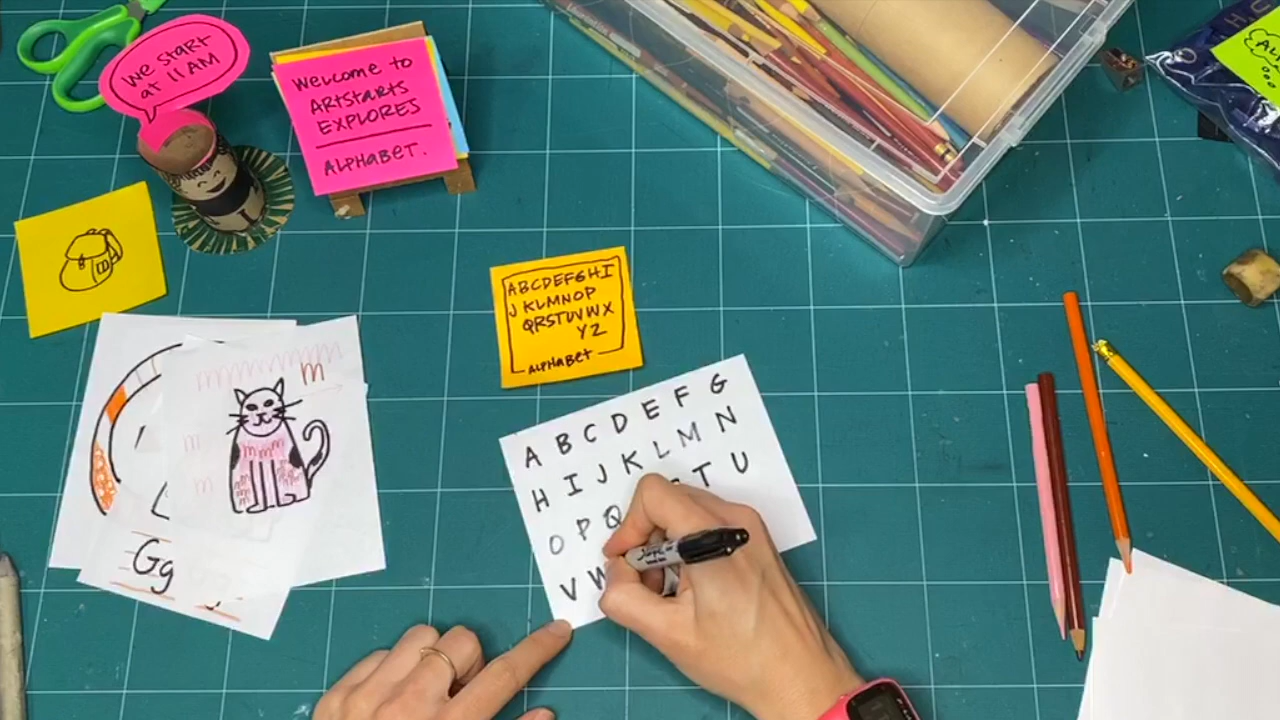 WE START
at 11 AM
Welcome to
ARTSTARTS
EXPLORES
ALPHABET.
ABCDEFGHI
JKLMNOP
QRSTUVWX
YZ
ALPHABET
A B C D E F G
H I J K L M N
O P Q T U
V W
m
m m m
m
m
Gg